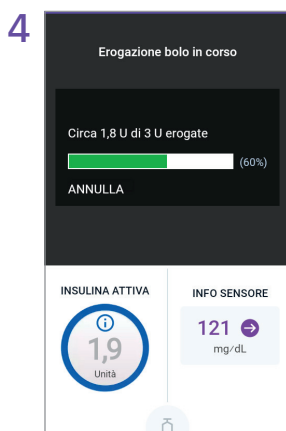 4
Erogazione bolo in corso
Circa 1,8 U di 3 U erogate
(60%)
ANNULLA
INSULINA ATTIVA
1,9
Unità
INFO SENSORE
121
mg/dL